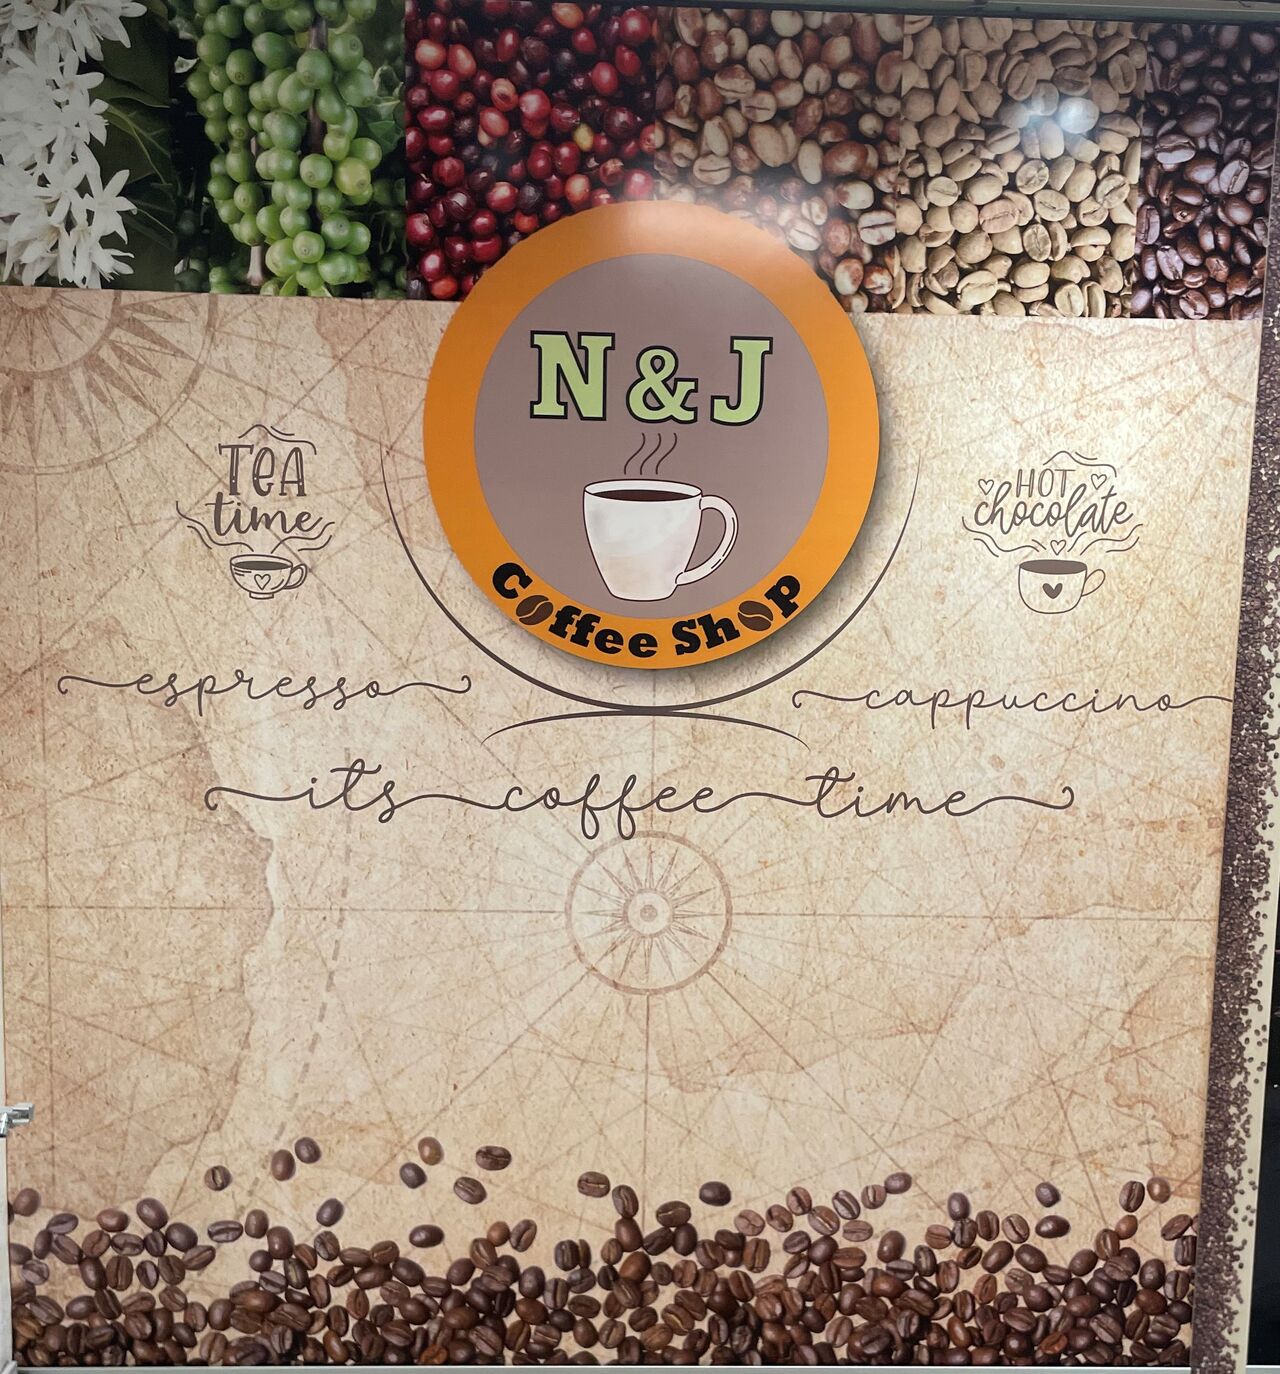 N & J
Coffee Shop
TeA
time
HOT
chocolate
espresso
cappuccino
its coffee time